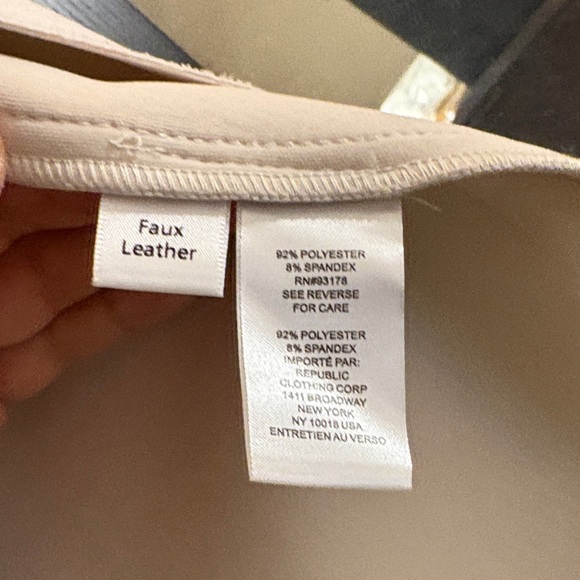 Faux
Leather
92% POLYESTER
8% SPANDEX
RN#93178
SEE REVERSE
FOR CARE
92% POLYESTER
8% SPANDEX
IMPORTÉ PAR:
REPUBLIC
CLOTHING CORP
1411 BROADWAY
NEW YORK
NY 10018 USA
ENTRETIEN AU VERSO